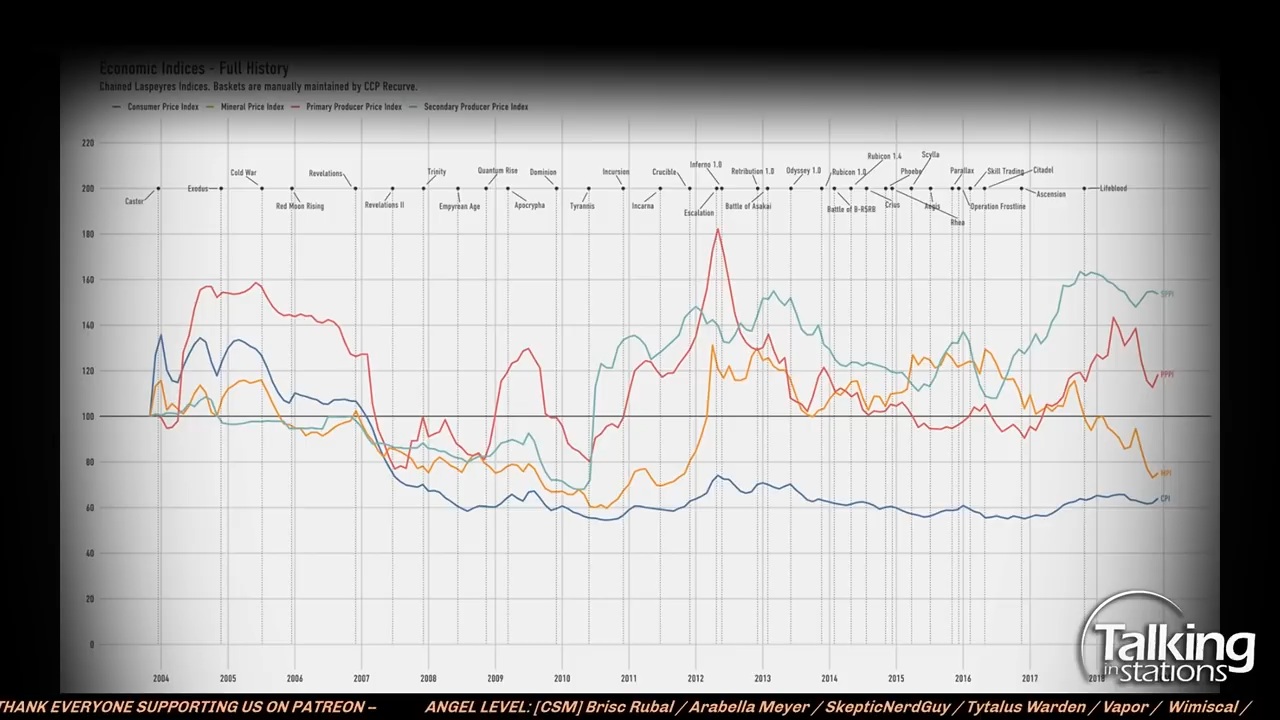 Economic Indices - Full History
Chained Laspeyres Indices. Baskets are manually maintained by CCP Recurve.
Consumer Price Index Mineral Price Index Primary Producer Price Index Secondary Producer Price Index
220
Rubicon 1.4 Scylla
Inferno 1.0
Cold War Revelations Trinity Quantum Rise Dominion Incursion Crucible Retribution 1.0 Odyssey 1.0 Rubicon 1.0 Phoebe Parallax Skill Trading Citadel
200 Exodus Lifeblood
Ascension
Castor Red Moon Rising Revelations II Empyrean Age Apocrypha Tyrannis Incarna Escalation Battle of Asakai Battle of B-R5RB Crius Aegis Operation Frostline
Rhea
180
160
SPPI
140
120
PPPI
100
80
MPI
60
CPI
40
20
0
2004 2005 2006 2007 2008 2009 2010 2011 2012 2013 2014 2015 2016 2017 2018
Talking
in stations
THANK EVERYONE SUPPORTING US ON PATREON -- ANGEL LEVEL: [CSM] Brisc Rubal / Arabella Meyer / SkepticNerdGuy / Tytalus Warden / Vapor / Wimiscal /